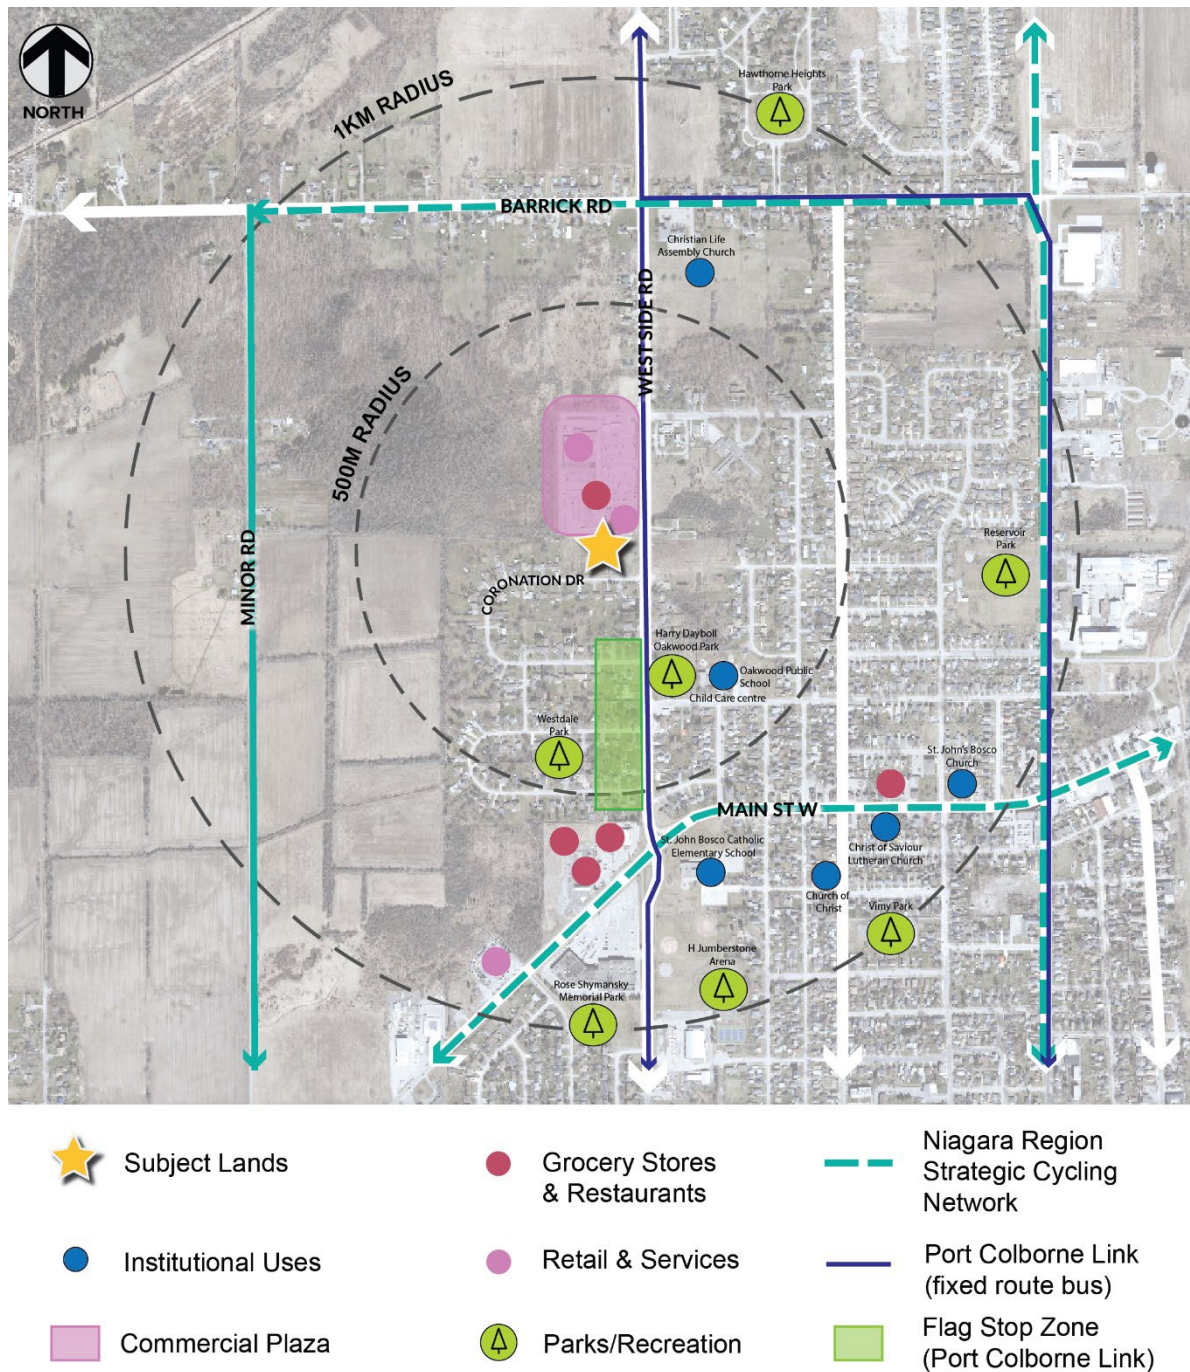 NORTH
1KM RADIUS
Hawthorne Heights
Park
BARRICK RD
Christian Life
Assembly Church
WEST SIDE RD
500M RADIUS
MINOR RD
CORONATION DR
Reservoir
Park
Harry Dayboll
Oakwood Park
Oakwood Public
School
Child Care centre
Westdale
Park
St. John's Bosco
Church
MAIN ST W
St. John Bosco Catholic
Elementary School
Christ of Saviour
Lutheran Church
Church of
Christ
Vimy Park
H Jumberstone
Arena
Rose Shymansky
Memorial Park
Subject Lands
Grocery Stores
& Restaurants
Niagara Region
Strategic Cycling
Network
Institutional Uses
Retail & Services
Port Colborne Link
(fixed route bus)
Commercial Plaza
Parks/Recreation
Flag Stop Zone
(Port Colborne Link)